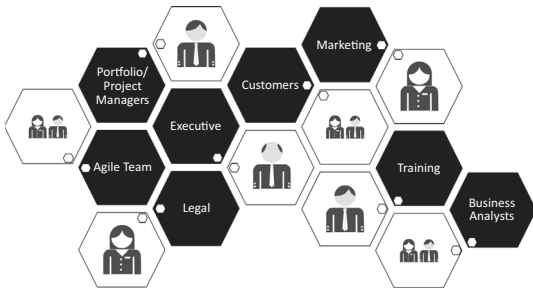 Marketing
Portfolio/
Project
Managers
Customers
Executive
Agile Team
Training
Legal
Business
Analysts